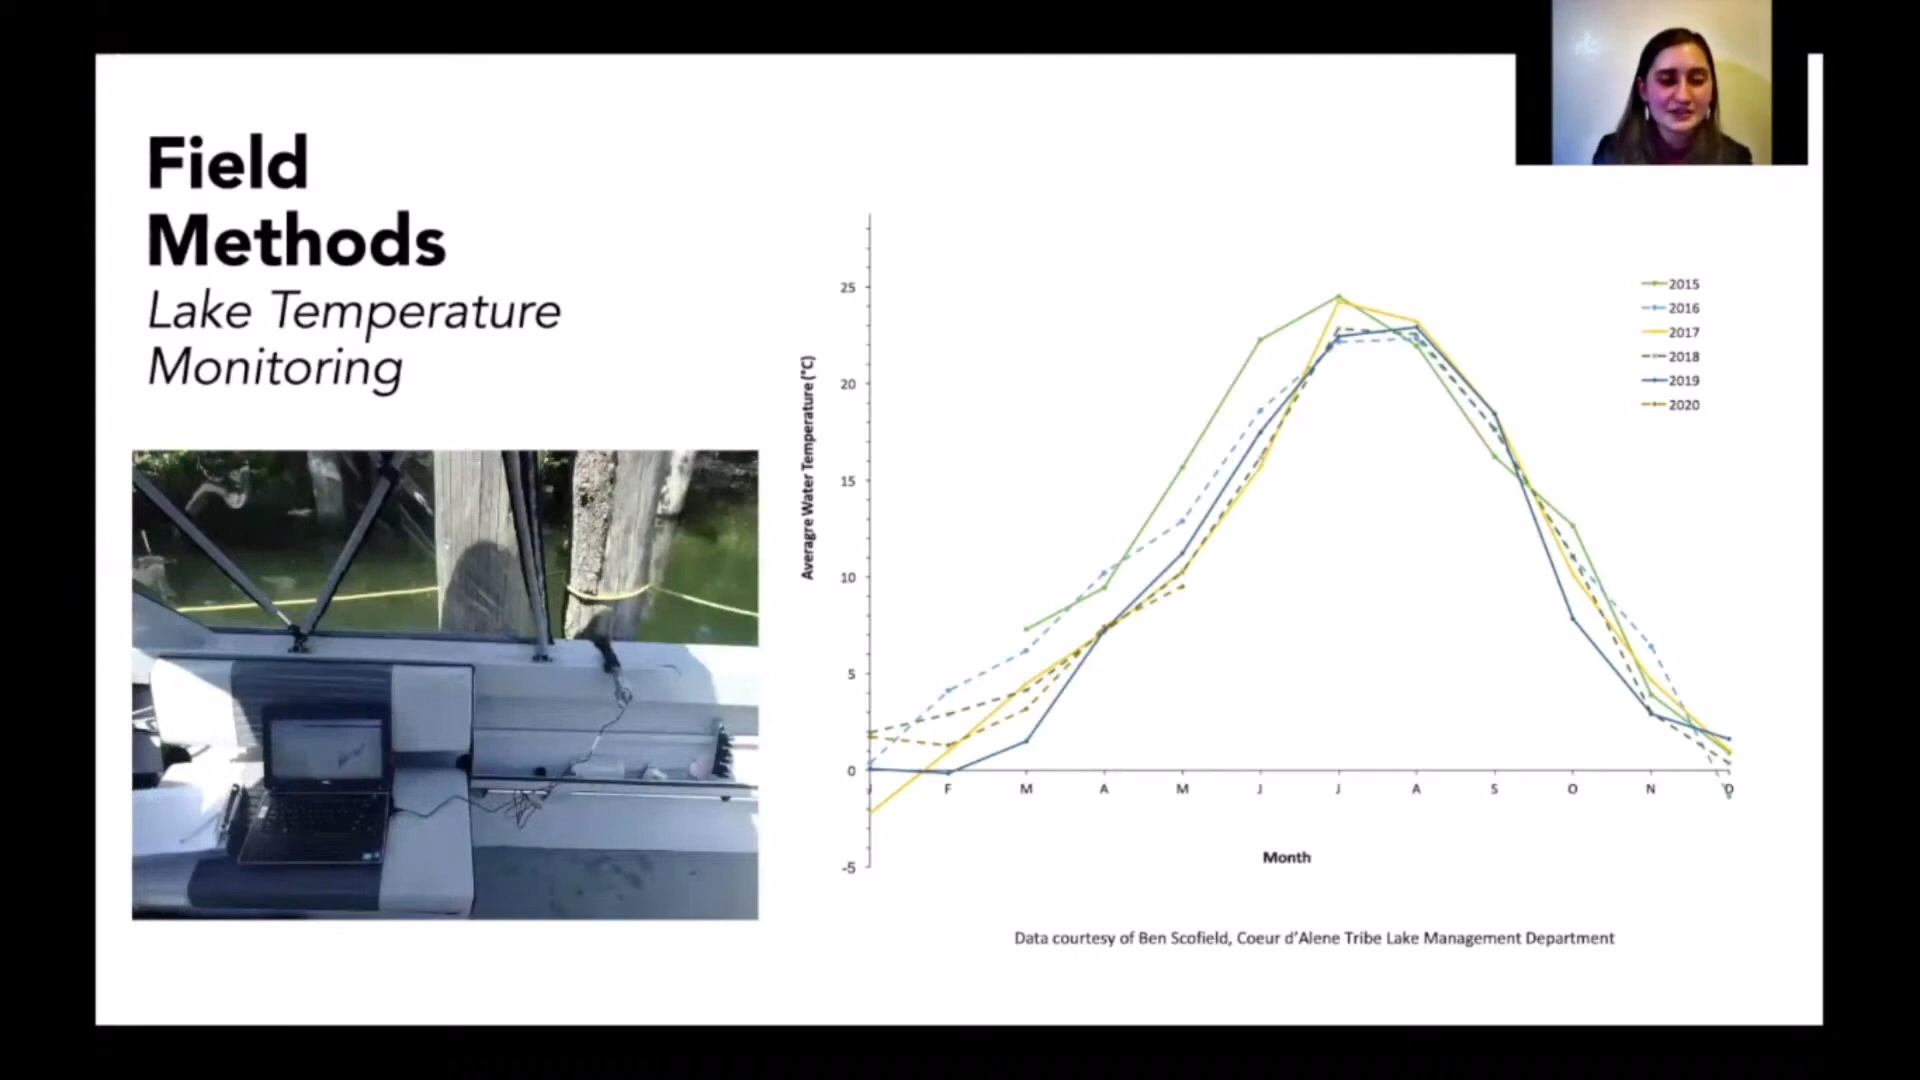 Field
Methods
Lake Temperature
Monitoring
Averagre Water Temperature (°C)
25
20
15
10
5
0
-5
J
F
M
A
M
J
J
A
S
O
N
D
Month
2015
2016
2017
2018
2019
2020
Data courtesy of Ben Scofield, Coeur d'Alene Tribe Lake Management Department